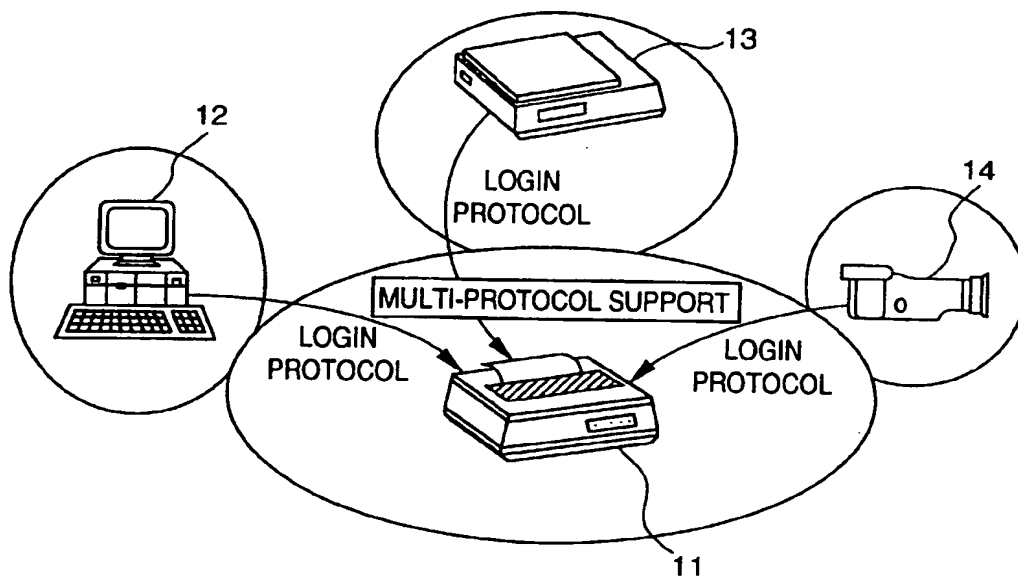 13
12
LOGIN
PROTOCOL
14
MULTI-PROTOCOL SUPPORT
LOGIN
PROTOCOL
LOGIN
PROTOCOL
11